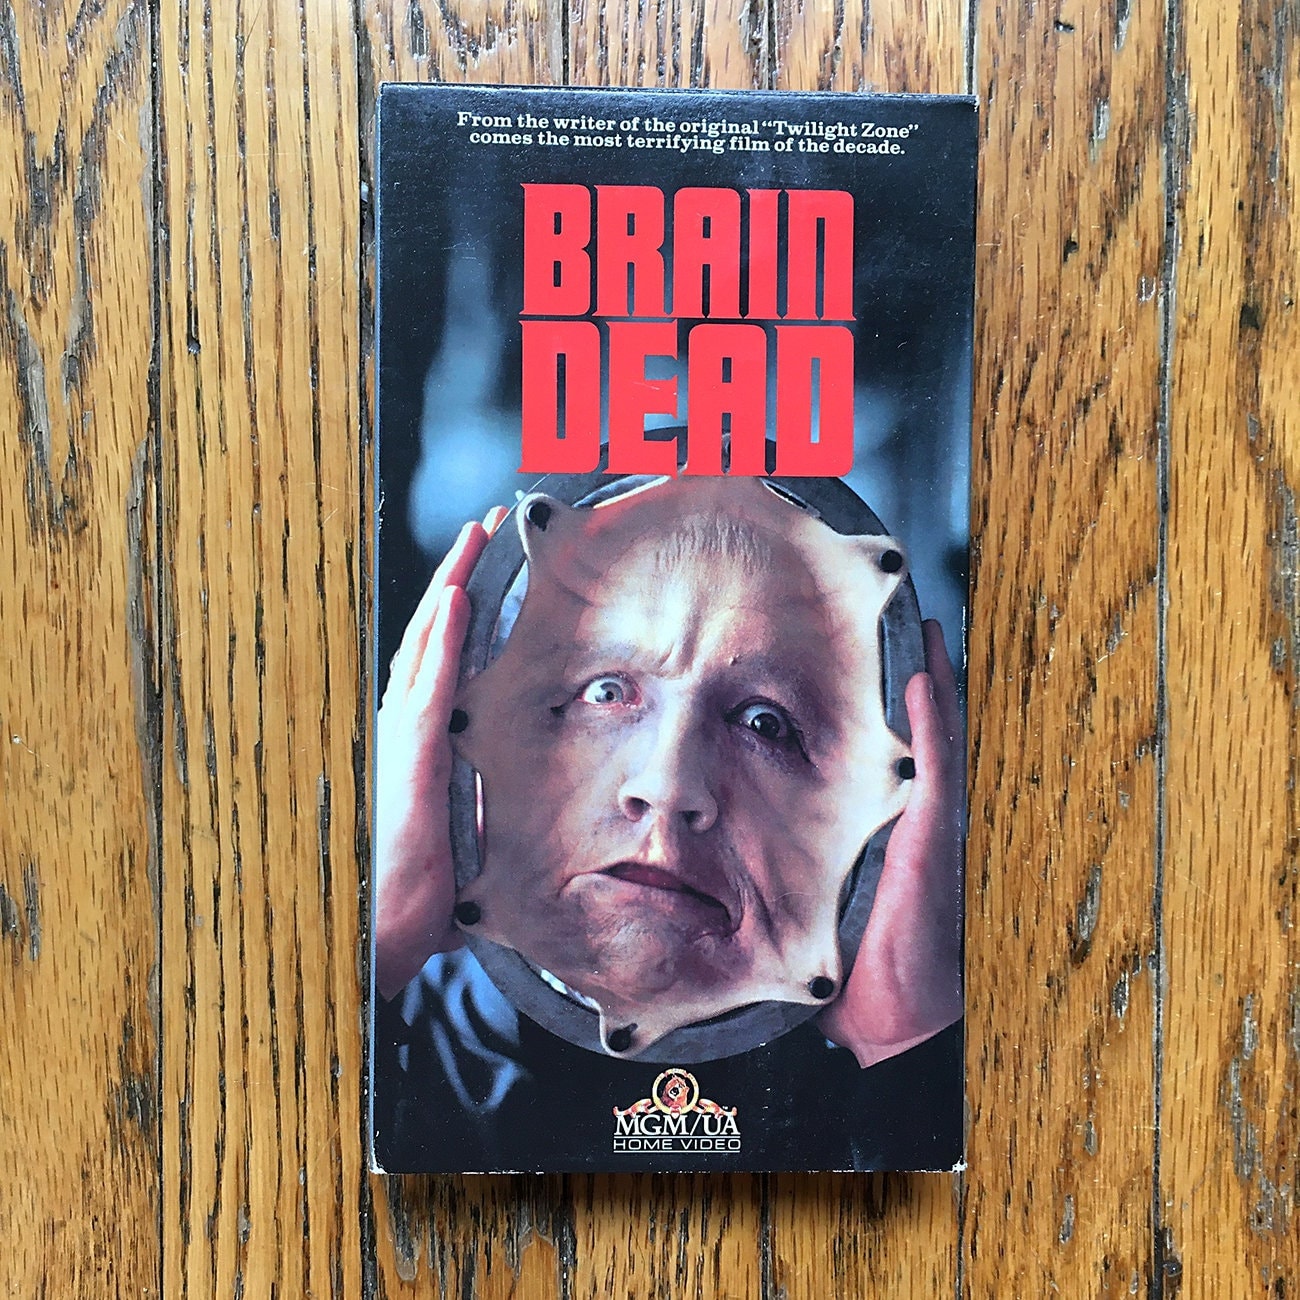 From the writer of the original “Twilight Zone”
comes the most terrifying film of the decade.
BRAIN
DEAD
MGM/UA
HOME VIDEO